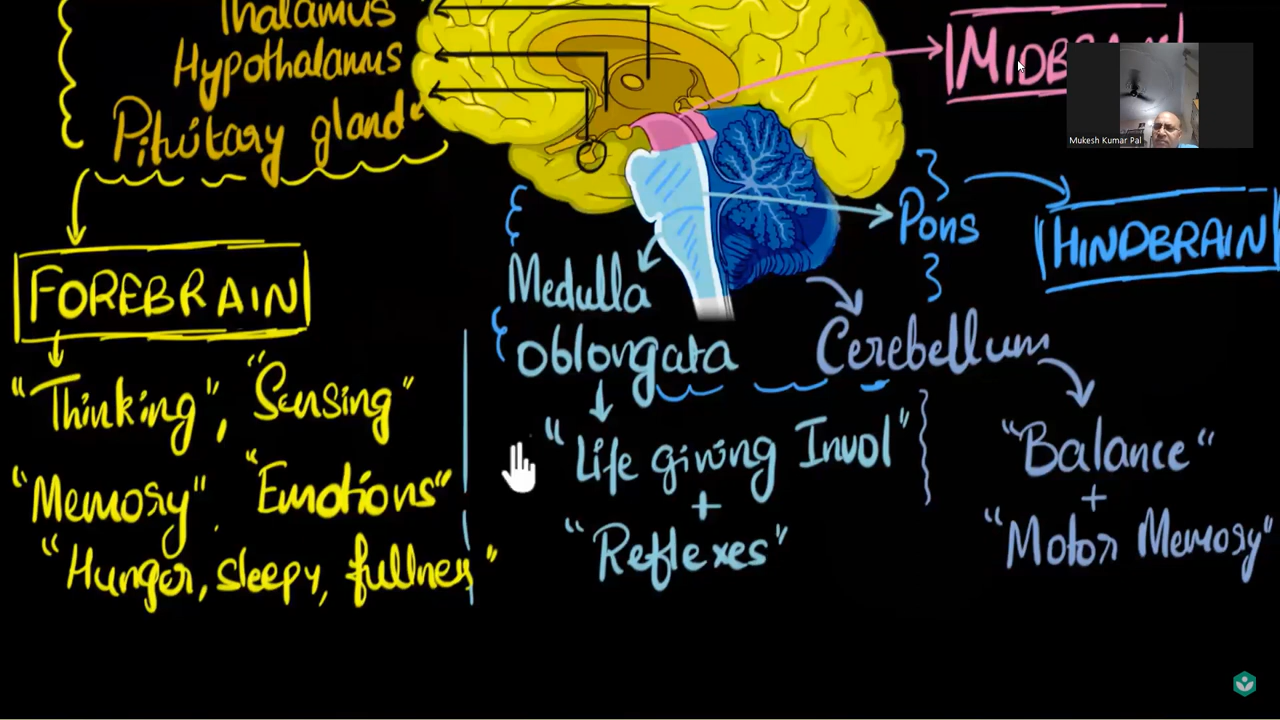 Thalamus
Hypothalamus
Pituitary gland
MIDB
Mukesh Kumar Pal
Pons
HINDBRAIN
FOREBRAIN
Medulla
oblongata
Cerebellum
"Thinking", "Sensing"
"Memory". "Emotions"
"Hunger, sleepy, fullness"
"Life giving Invol"
+
"Reflexes"
"Balance"
+
"Motor Memory"